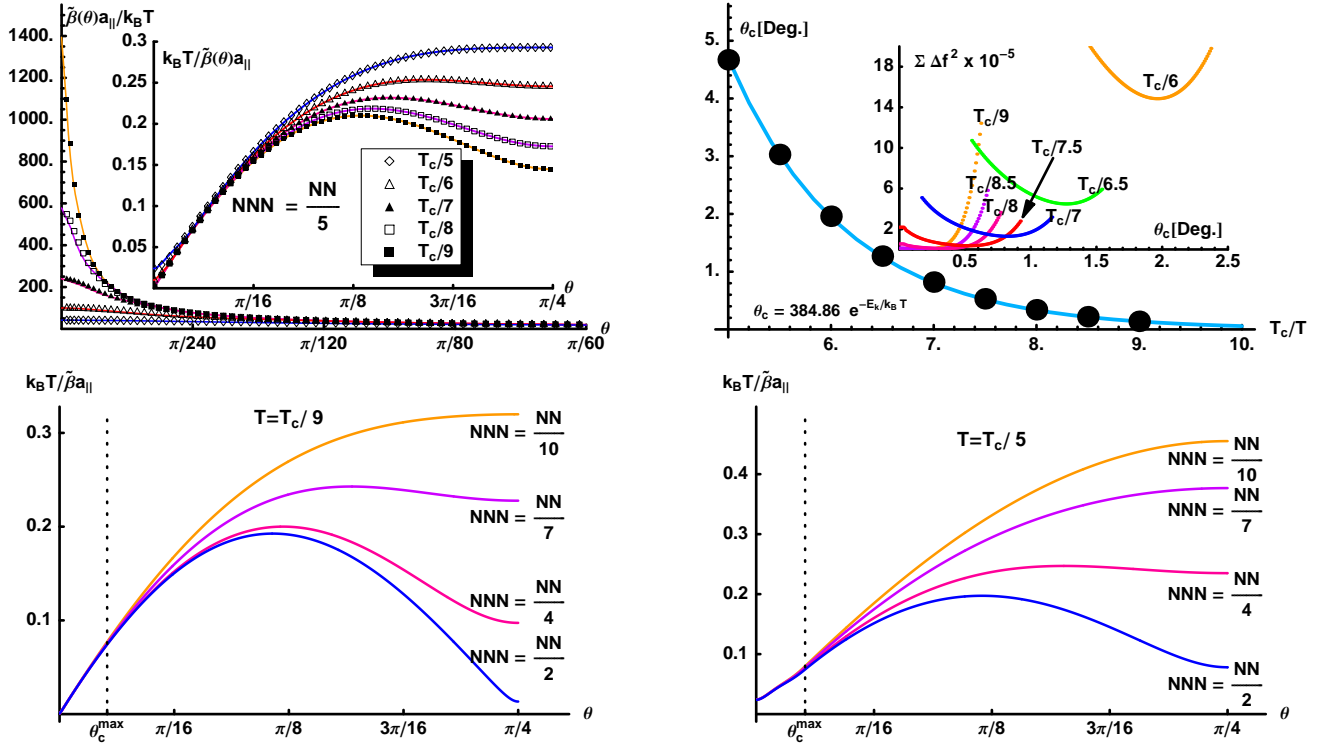 β̃(θ)a||/kBT
1400.
1200.
1000.
800.
600.
400.
200.
π/240
π/120
π/80
π/60
θ
0.3
0.25
0.2
0.15
0.1
0.05
kBT/β̃(θ)a||
NNN = NN/5
Tc/5
Tc/6
Tc/7
Tc/8
Tc/9
π/16
π/8
3π/16
π/4
θ
θc[Deg.]
5.
4.
3.
2.
1.
θc = 384.86 e^(-Ek/kBT)
6.
7.
8.
9.
10.
Tc/T
Σ Δf² x 10⁻⁵
18
14
10
6
2
Tc/6
Tc/9
Tc/7.5
Tc/8.5
Tc/6.5
Tc/8
Tc/7
θc[Deg.]
0.5
1.
1.5
2.
2.5
kBT/β̃a||
T=Tc/ 9
0.3
0.2
0.1
NNN = NN/10
NNN = NN/7
NNN = NN/4
NNN = NN/2
θc^max
π/16
π/8
3π/16
π/4
θ
kBT/β̃a||
T=Tc/ 5
0.4
0.3
0.2
0.1
NNN = NN/10
NNN = NN/7
NNN = NN/4
NNN = NN/2
θc^max
π/16
π/8
3π/16
π/4
θ